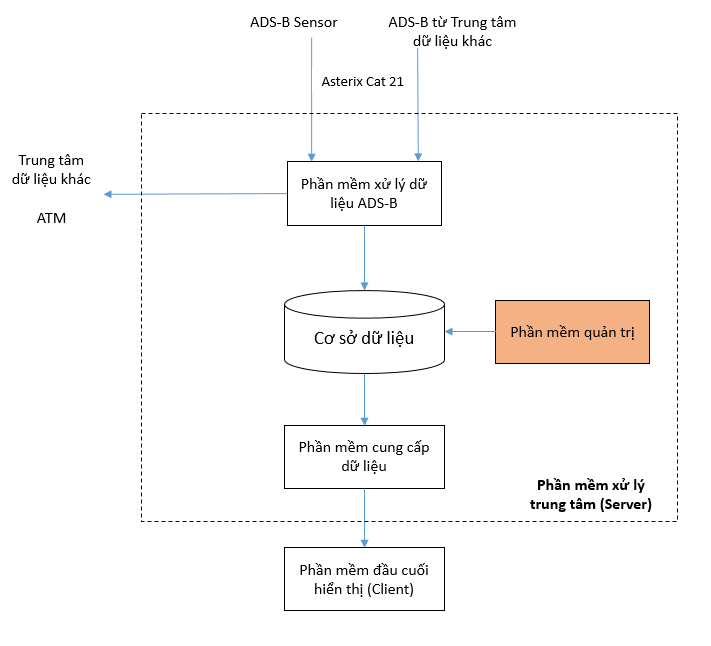 ADS-B Sensor
ADS-B từ Trung tâm
dữ liệu khác
Asterix Cat 21
Trung tâm
dữ liệu khác
ATM
Phần mềm xử lý dữ
liệu ADS-B
Cơ sở dữ liệu
Phần mềm quản trị
Phần mềm cung cấp
dữ liệu
Phần mềm xử lý
trung tâm (Server)
Phần mềm đầu cuối
hiển thị (Client)